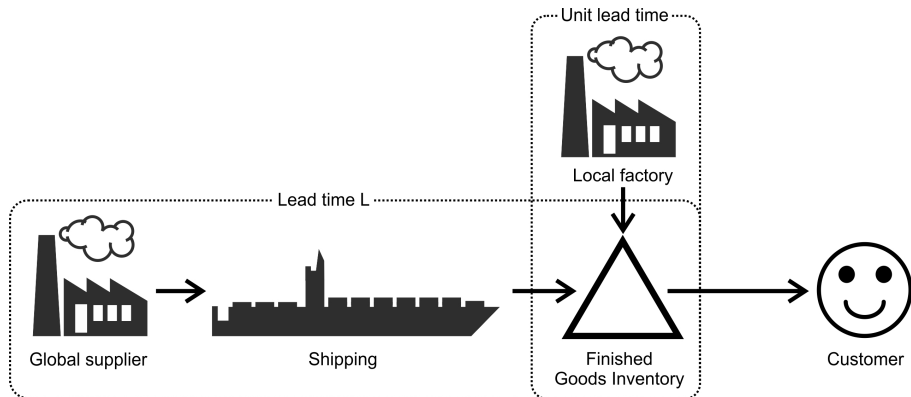 Unit lead time
Local factory
Lead time L
Global supplier
Shipping
Finished
Goods Inventory
Customer